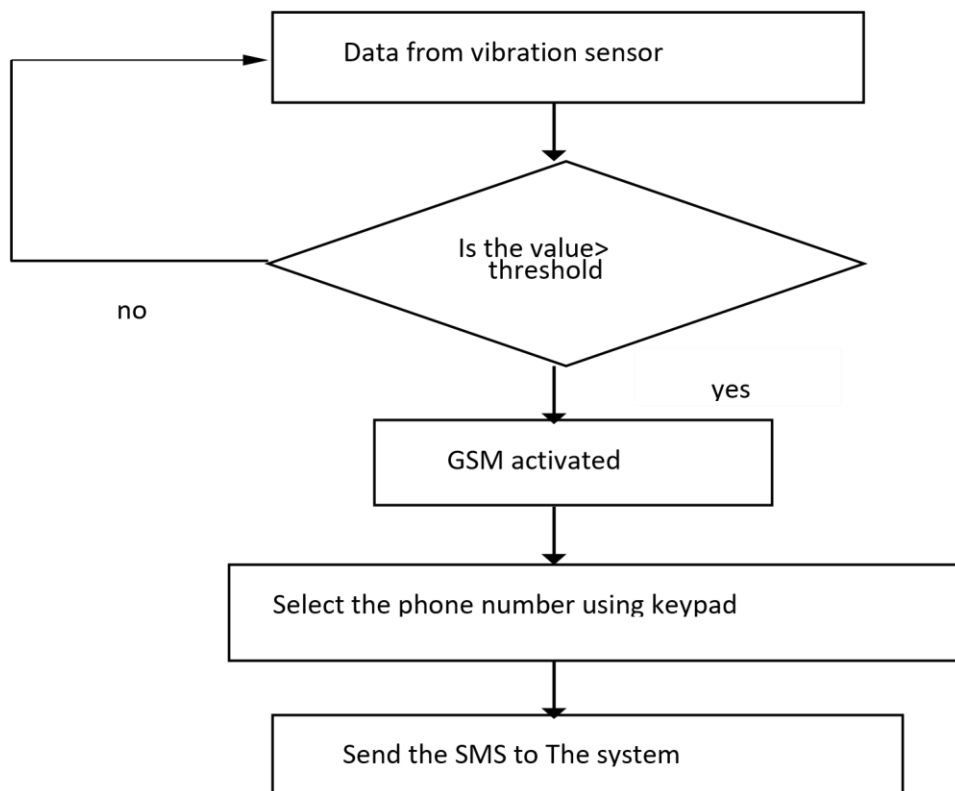 Data from vibration sensor
Is the value>
threshold
no
yes
GSM activated
Select the phone number using keypad
Send the SMS to The system